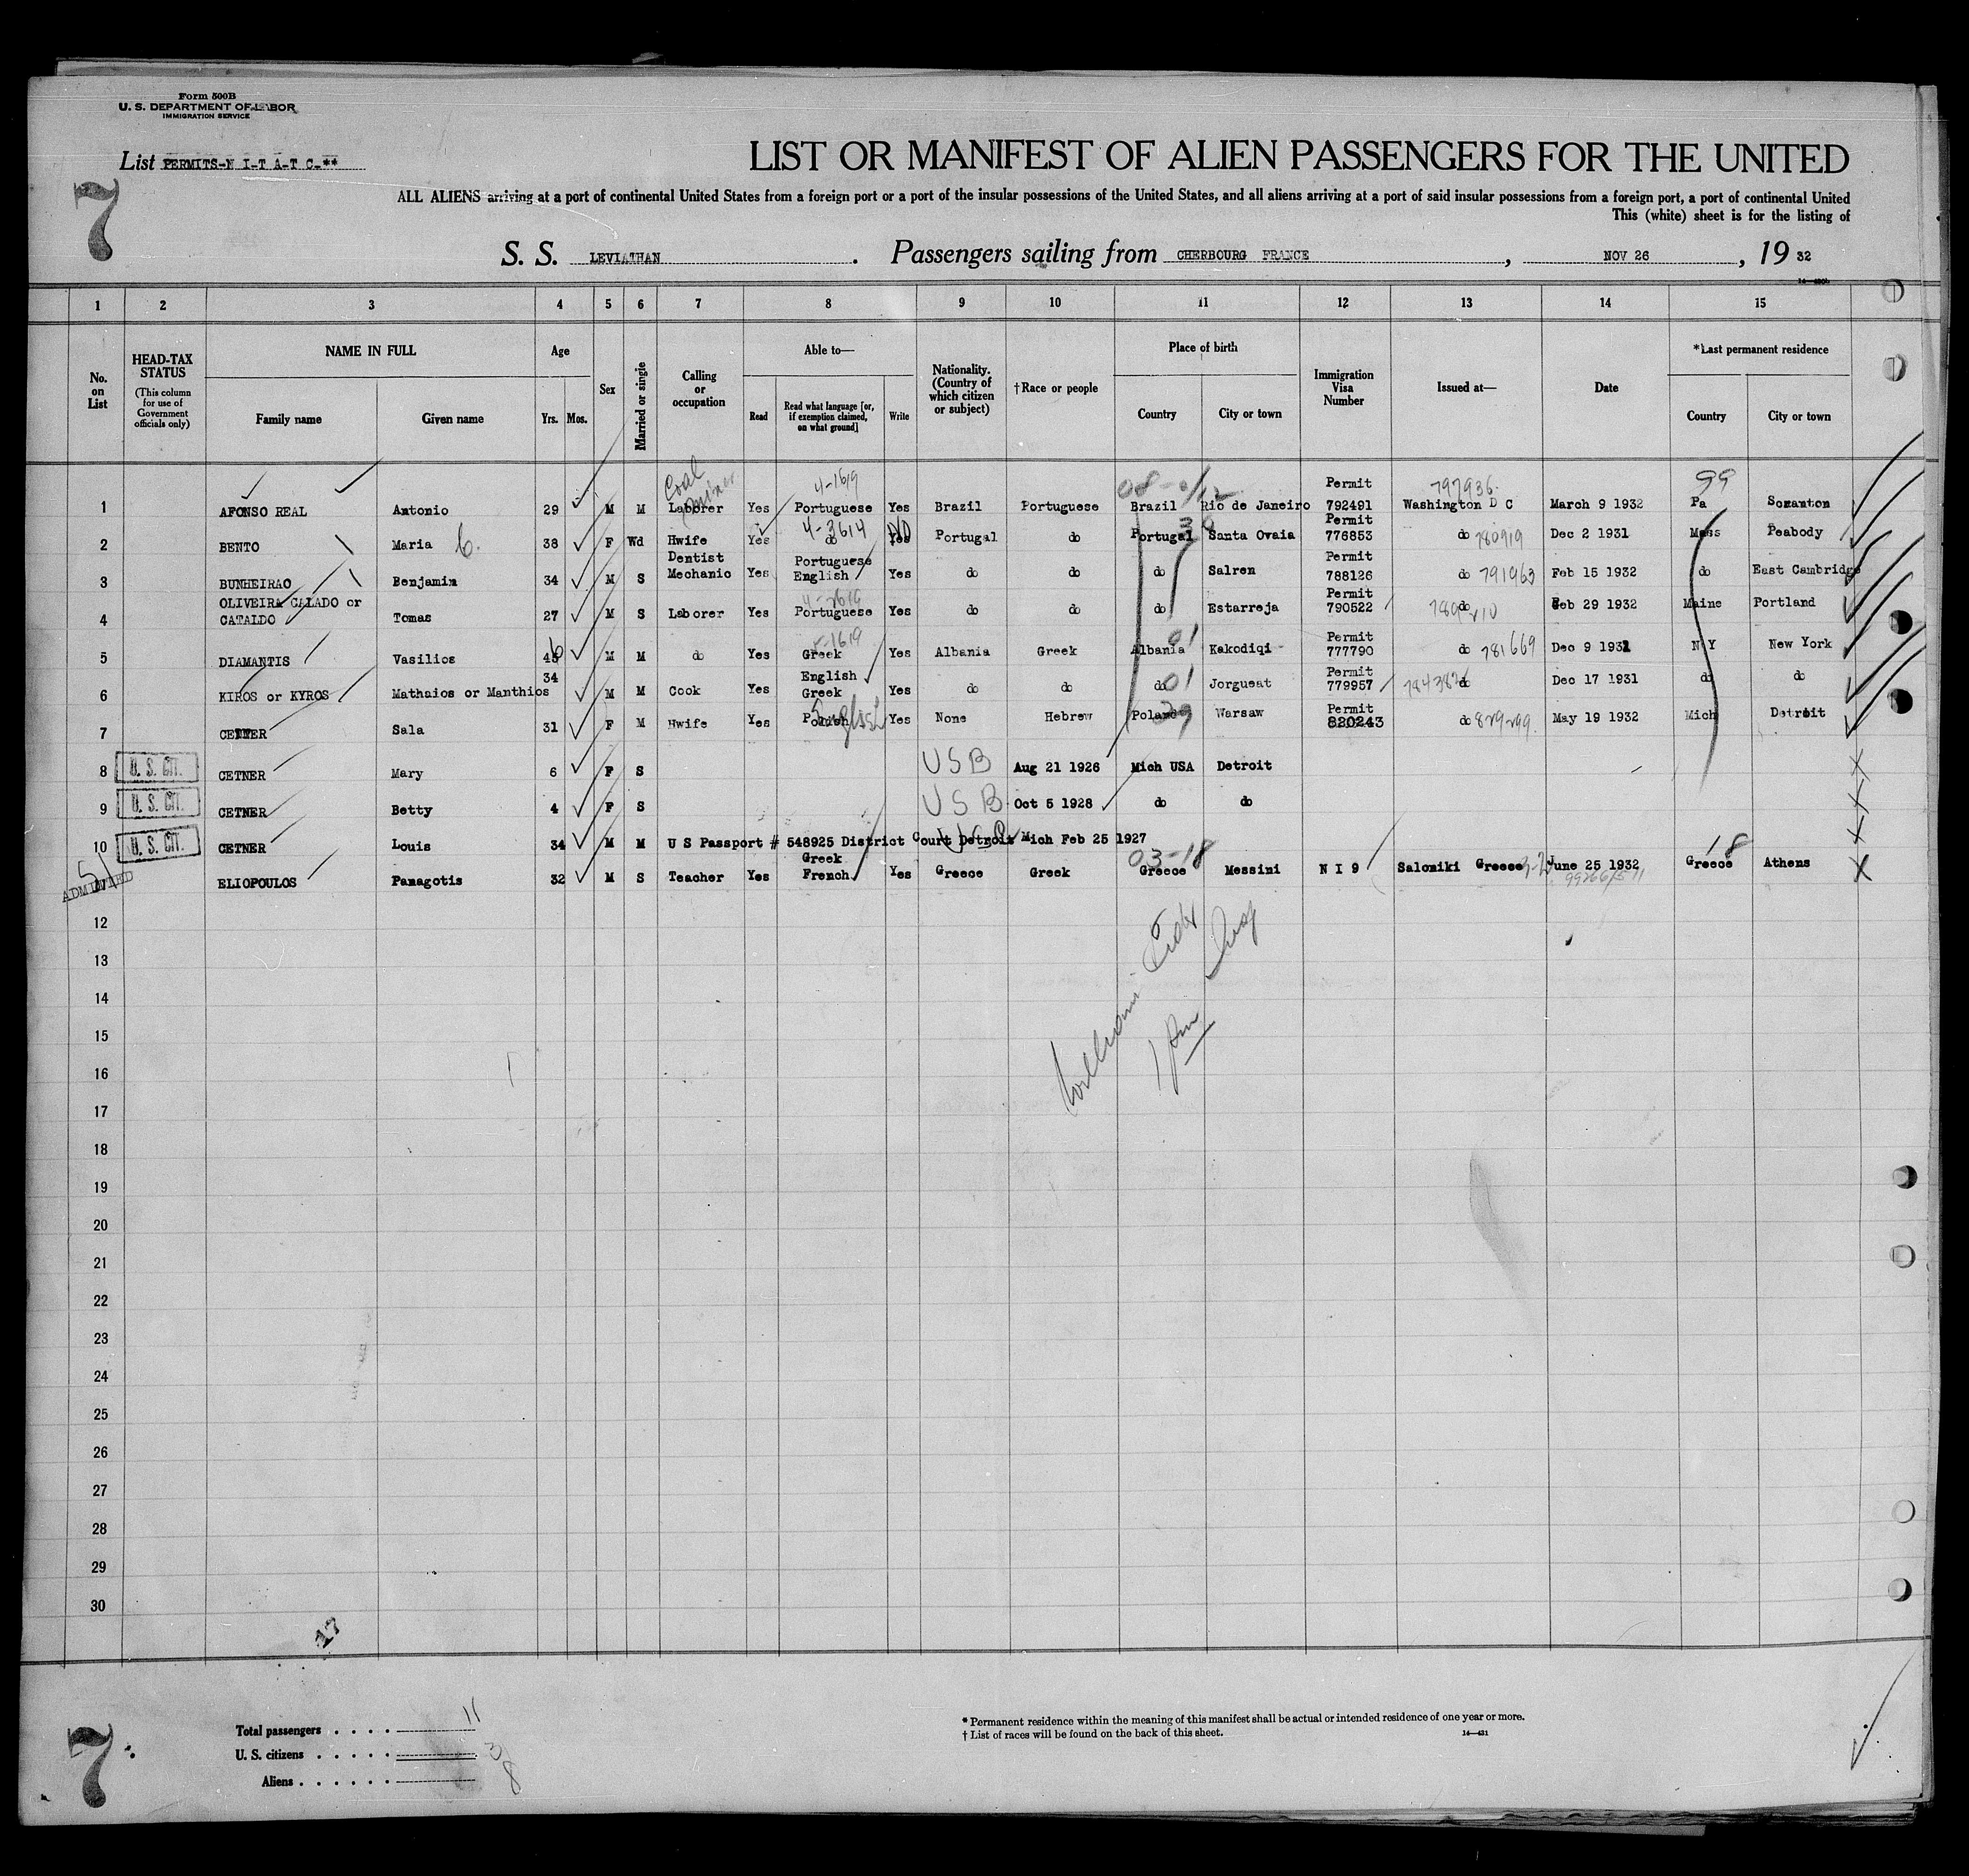 Form 500B
U. S. DEPARTMENT OF LABOR
IMMIGRATION SERVICE
List PERMITS-N I-T A-T C-**
LIST OR MANIFEST OF ALIEN PASSENGERS FOR THE UNITED
7
ALL ALIENS arriving at a port of continental United States from a foreign port or a port of the insular possessions of the United States, and all aliens arriving at a port of said insular possessions from a foreign port, a port of continental United
This (white) sheet is for the listing of
S. S. LEVIATHAN . Passengers sailing from CHERBOURG FRANCE , NOV 26 , 19 32
1 2 3 4 5 6 7 8 9 10 11 12 13 14 15
No. on List
HEAD-TAX STATUS (This column for use of Government officials only)
NAME IN FULL Family name Given name
Age Yrs. Mos.
Sex
Married or single
Calling or occupation
Able to— Read Read what language [or, if exemption claimed, on what ground] Write
Nationality. (Country of which citizen or subject)
†Race or people
Place of birth Country City or town
Immigration Visa Number
Issued at—
Date
*Last permanent residence Country City or town
Coal miner 4-1619 Permit 797936 99
1 AFONSO REAL Antonio 29 M M Laborer Yes Portuguese Yes Brazil Portuguese Brazil Rio de Janeiro 792491 Washington D C March 9 1932 Pa Scranton
4-3614 NO Permit
2 BENTO Maria C. 38 F Wd Hwife Yes do Yes Portugal do Portugal Santa Ovaia 776853 do 780919 Dec 2 1931 Mass Peabody
Dentist Portuguese Permit
3 BUNHEIRAO Benjamin 34 M S Mechanic Yes English Yes do do do Salren 788126 do 791963 Feb 15 1932 do East Cambridge
OLIVEIRA CALADO or Permit
4 CATALDO Tomas 27 M S Laborer Yes Portuguese Yes do do do Estarreja 790522 do Feb 29 1932 Maine Portland
Permit
5 DIAMANTIS Vasilios M M do Yes Greek Yes Albania Greek Albania 01 Kakodiqi 777790 do 781669 Dec 9 1931 N Y New York
34 English Permit
6 KIROS or KYROS Mathaios or Manthios M M Cook Yes Greek Yes do do do 01 Jorgueat 779957 do Dec 17 1931 do do
Permit
7 CETNER Sala 31 F M Hwife Yes Polish English Yes None Hebrew Poland Warsaw 820243 do 829299 May 19 1932 Mich Detroit
8 U. S. CIT. CETNER Mary 6 F S USB Aug 21 1926 Mich USA Detroit
9 U. S. CIT. CETNER Betty 4 F S USB Oct 5 1928 do do
10 U. S. CIT. CETNER Louis 34 M M U S Passport # 548925 District Court Detroit Mich Feb 25 1927
Greek 03-18 18
ADMITTED ELIOPOULOS Panagotis 32 M S Teacher Yes French Yes Greece Greek Greece Messini N I 9 Saloniki Greece June 25 1932 Greece Athens
12
13
14
15
16
17
18
19
20
21
22
23
24
25
26
27
28
29
30
7
Total passengers . . . . 11
U. S. citizens . . . . . 3
Aliens . . . . . . 8
* Permanent residence within the meaning of this manifest shall be actual or intended residence of one year or more.
† List of races will be found on the back of this sheet. 14—431